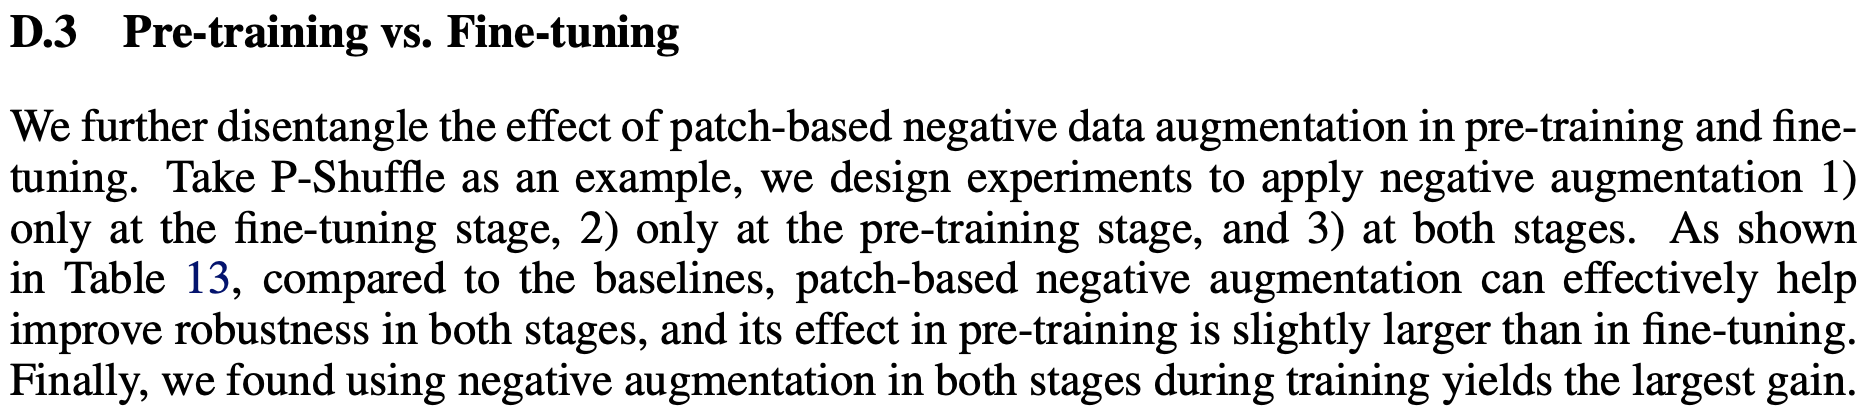 D.3 Pre-training vs. Fine-tuning
We further disentangle the effect of patch-based negative data augmentation in pre-training and fine-
tuning. Take P-Shuffle as an example, we design experiments to apply negative augmentation 1)
only at the fine-tuning stage, 2) only at the pre-training stage, and 3) at both stages. As shown
in Table 13, compared to the baselines, patch-based negative augmentation can effectively help
improve robustness in both stages, and its effect in pre-training is slightly larger than in fine-tuning.
Finally, we found using negative augmentation in both stages during training yields the largest gain.